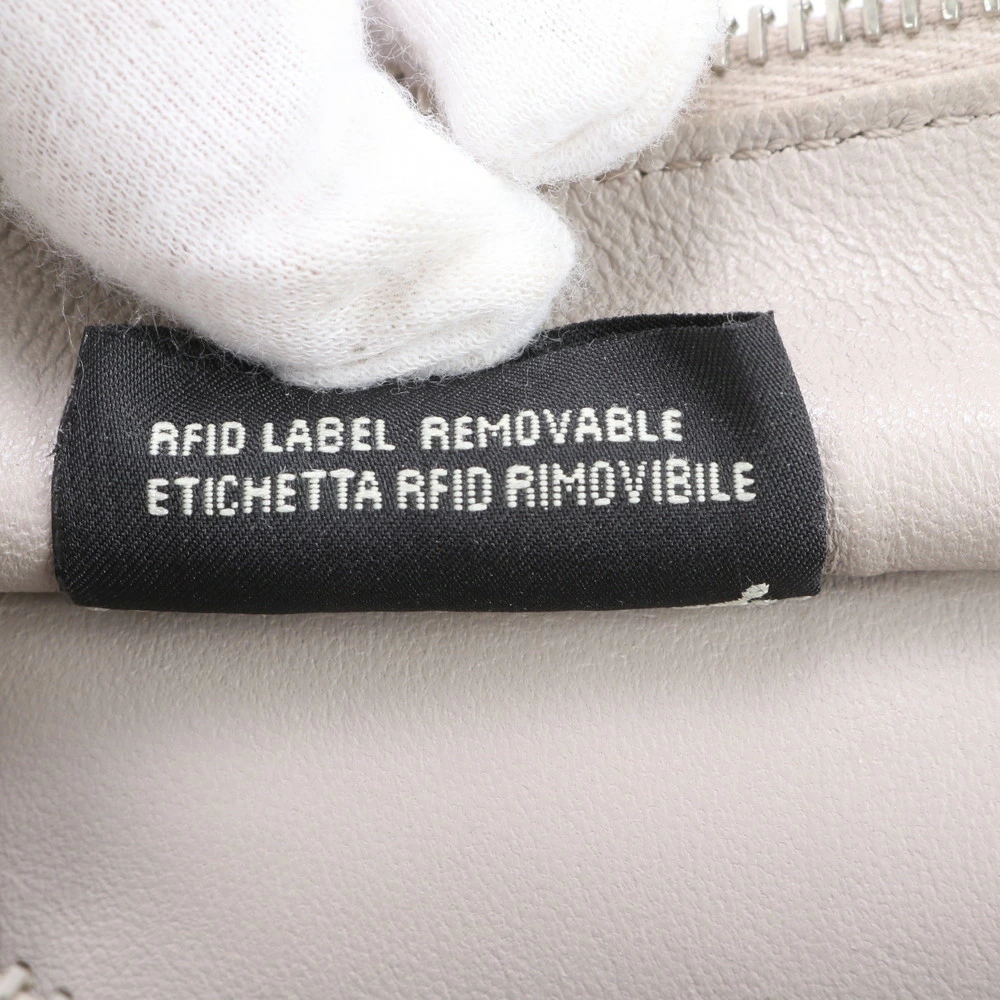 RFID LABEL REMOVABLE
ETICHETTA RFID RIMOVIBILE